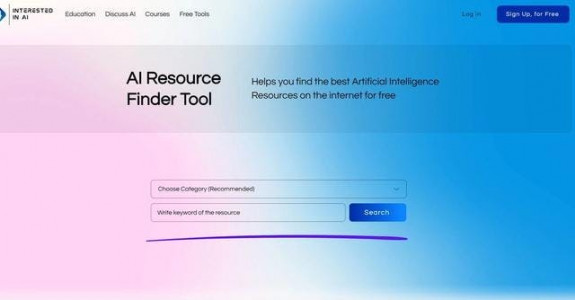 INTERESTED
IN AI
Education Discuss AI Courses Free Tools Log in Sign Up, for Free
AI Resource
Finder Tool
Helps you find the best Artificial Intelligence
Resources on the internet for free
Choose Category (Recommended)
Write keyword of the resource Search